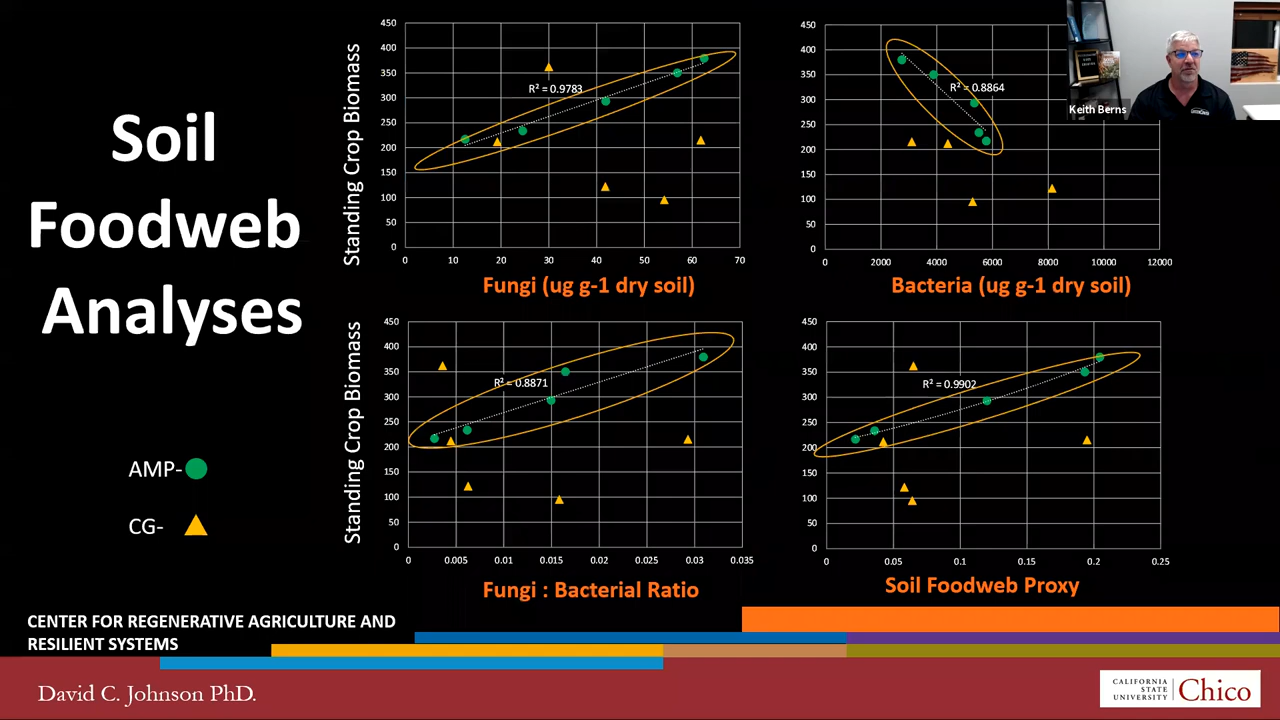 Soil
Foodweb
Analyses
AMP-
CG-
Standing Crop Biomass
450
400
350
300
250
200
150
100
50
0
R² = 0.9783
0 10 20 30 40 50 60 70
Fungi (ug g-1 dry soil)
450
400
350
300
250
200
150
100
50
0
R² = 0.8864
0 2000 4000 6000 8000 10000 12000
Bacteria (ug g-1 dry soil)
Keith Berns
Standing Crop Biomass
450
400
350
300
250
200
150
100
50
0
R² = 0.8871
0 0.005 0.01 0.015 0.02 0.025 0.03 0.035
Fungi : Bacterial Ratio
450
400
350
300
250
200
150
100
50
0
R² = 0.9902
0 0.05 0.1 0.15 0.2 0.25
Soil Foodweb Proxy
CENTER FOR REGENERATIVE AGRICULTURE AND
RESILIENT SYSTEMS
David C. Johnson PhD.
CALIFORNIA
STATE
UNIVERSITY
Chico